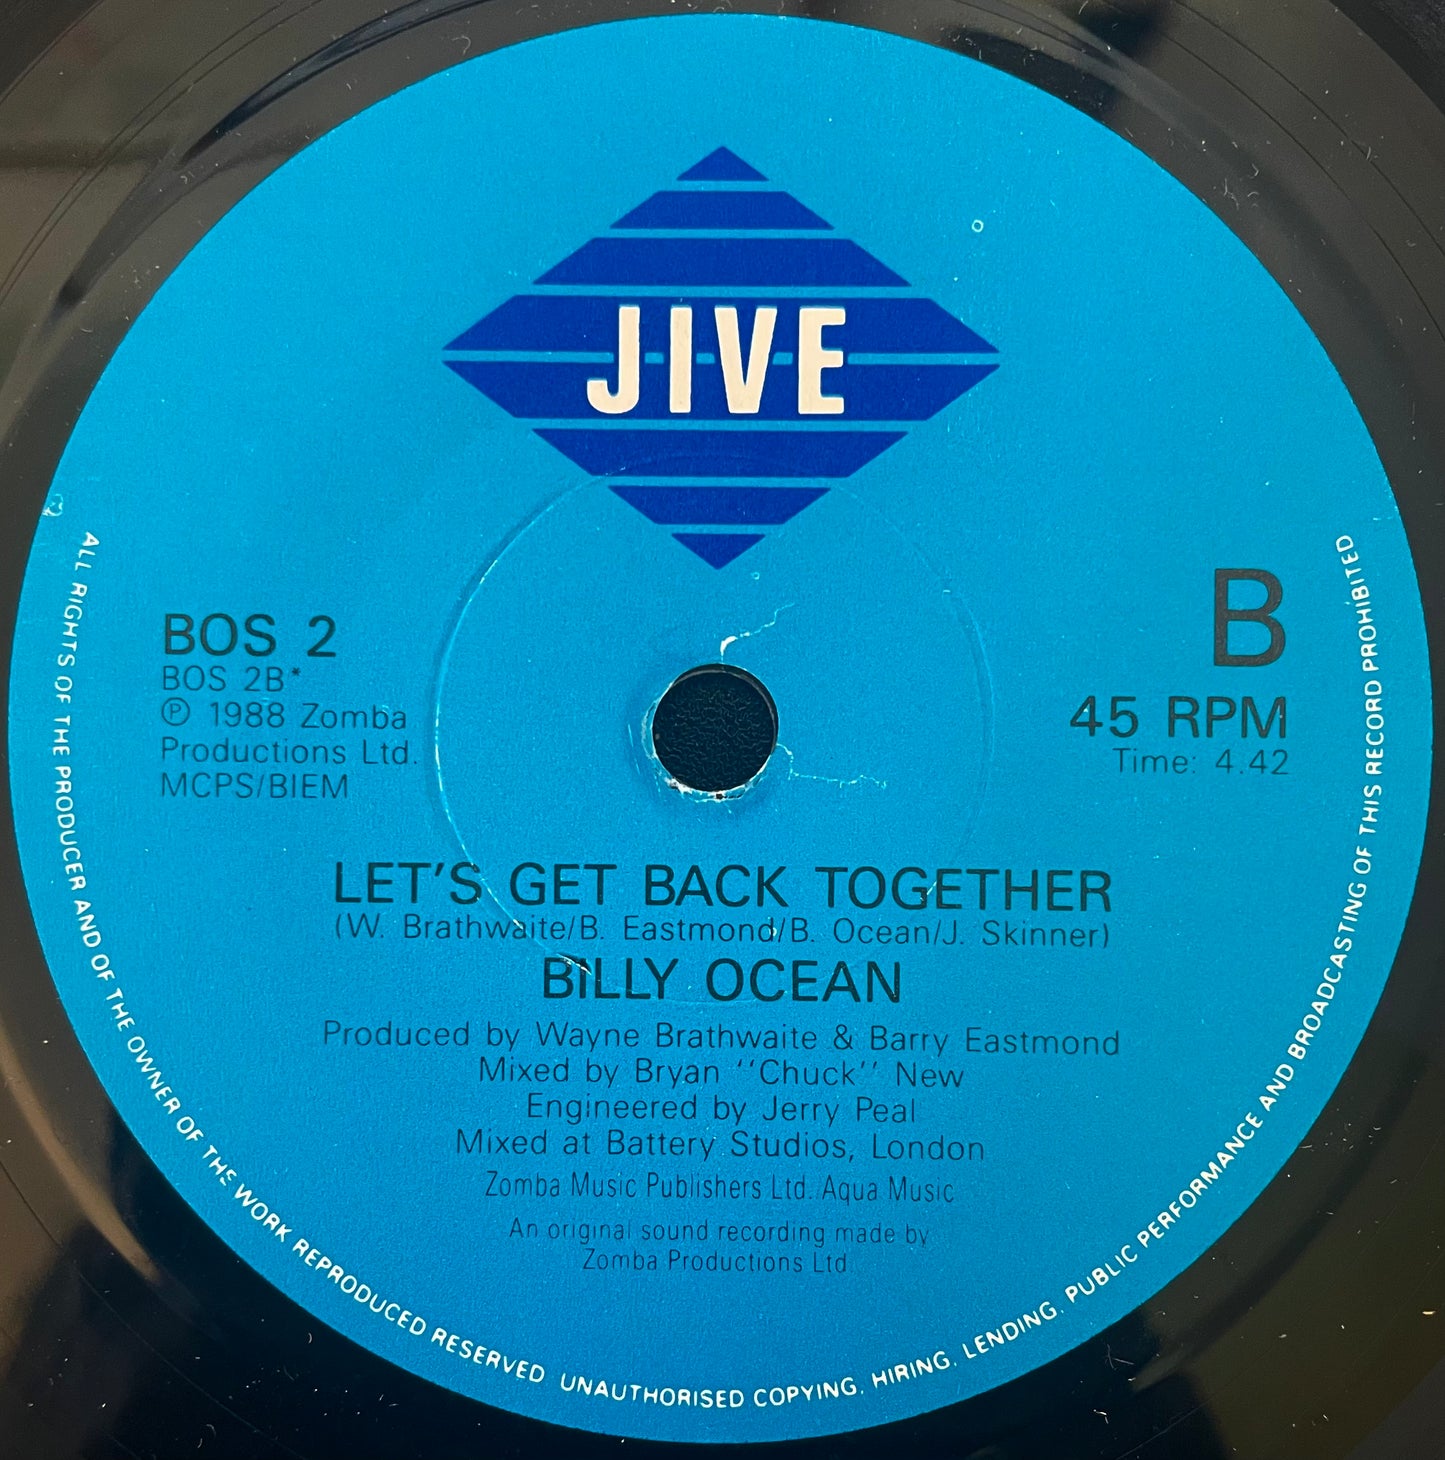 JIVE
B
BOS 2
BOS 2B*
℗ 1988 Zomba
Productions Ltd.
MCPS/BIEM
45 RPM
Time: 4.42
LET'S GET BACK TOGETHER
(W. Brathwaite/B. Eastmond/B. Ocean/J. Skinner)
BILLY OCEAN
Produced by Wayne Brathwaite & Barry Eastmond
Mixed by Bryan ''Chuck'' New
Engineered by Jerry Peal
Mixed at Battery Studios, London
Zomba Music Publishers Ltd./Aqua Music
An original sound recording made by
Zomba Productions Ltd
ALL RIGHTS OF THE PRODUCER AND OF THE OWNER OF THE WORK REPRODUCED RESERVED UNAUTHORISED COPYING, HIRING, LENDING, PUBLIC PERFORMANCE AND BROADCASTING OF THIS RECORD PROHIBITED